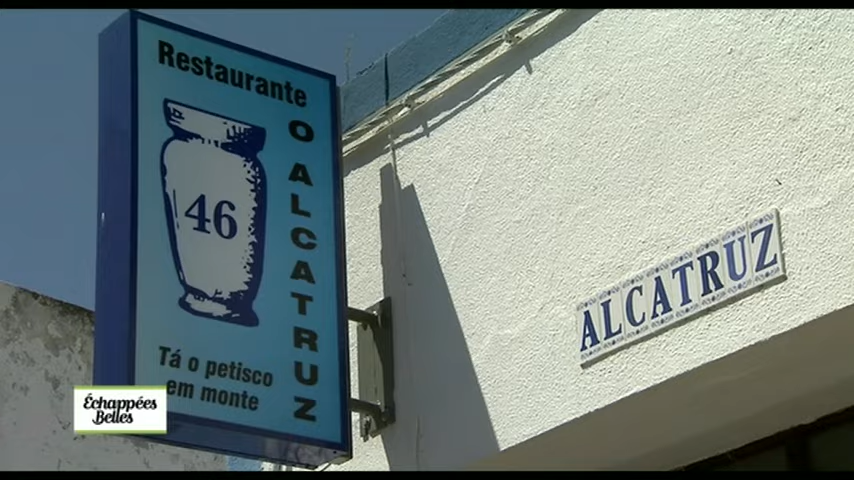 Restaurante
O ALCATRUZ
46
Tá o petisco
em monte
ALCATRUZ
Échappées
Belles